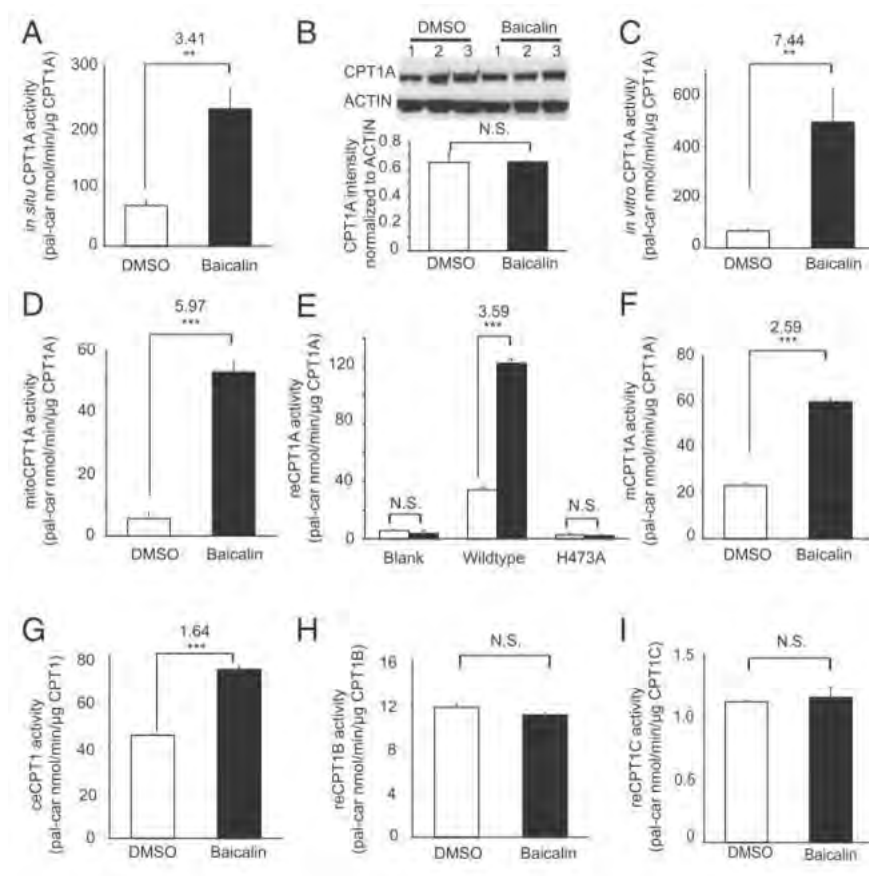 A
3.41
**
in situ CPT1A activity
(pal-car nmol/min/μg CPT1A)
300
200
100
0
DMSO
Baicalin
B
DMSO
Baicalin
1 2 3 1 2 3
CPT1A
ACTIN
N.S.
CPT1A intensity
normalized to ACTIN
0.8
0.6
0.4
0.2
0
DMSO
Baicalin
C
7.44
**
in vitro CPT1A activity
(pal-car nmol/min/μg CPT1A)
600
400
200
0
DMSO
Baicalin
D
5.97
***
mitoCPT1A activity
(pal-car nmol/min/μg CPT1A)
60
40
20
0
DMSO
Baicalin
E
3.59
***
reCPT1A activity
(pal-car nmol/min/μg CPT1A)
120
80
40
0
N.S.
N.S.
Blank
Wildtype
H473A
F
2.59
***
mCPT1A activity
(pal-car nmol/min/μg CPT1A)
80
60
40
20
0
DMSO
Baicalin
G
1.64
***
ceCPT1 activity
(pal-car nmol/min/μg CPT1)
80
60
40
20
0
DMSO
Baicalin
H
N.S.
reCPT1B activity
(pal-car nmol/min/μg CPT1B)
16
12
8
4
0
DMSO
Baicalin
I
N.S.
reCPT1C activity
(pal-car nmol/min/μg CPT1C)
1.5
1.0
0.5
0
DMSO
Baicalin